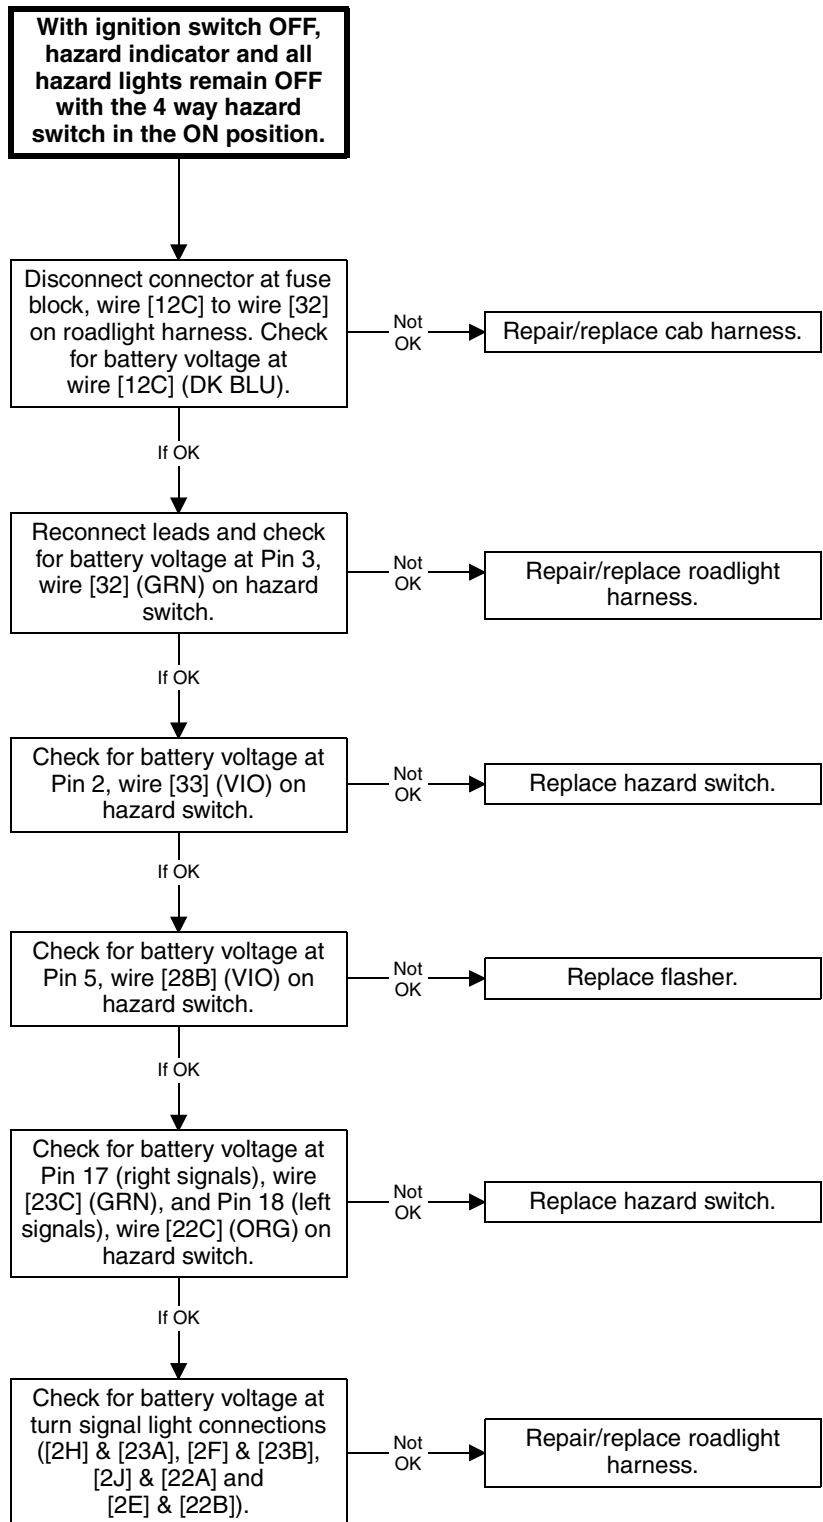 With ignition switch OFF,
hazard indicator and all
hazard lights remain OFF
with the 4 way hazard
switch in the ON position.
Disconnect connector at fuse
block, wire [12C] to wire [32]
on roadlight harness. Check
for battery voltage at
wire [12C] (DK BLU).
Not
OK
Repair/replace cab harness.
If OK
Reconnect leads and check
for battery voltage at Pin 3,
wire [32] (GRN) on hazard
switch.
Not
OK
Repair/replace roadlight
harness.
If OK
Check for battery voltage at
Pin 2, wire [33] (VIO) on
hazard switch.
Not
OK
Replace hazard switch.
If OK
Check for battery voltage at
Pin 5, wire [28B] (VIO) on
hazard switch.
Not
OK
Replace flasher.
If OK
Check for battery voltage at
Pin 17 (right signals), wire
[23C] (GRN), and Pin 18 (left
signals), wire [22C] (ORG) on
hazard switch.
Not
OK
Replace hazard switch.
If OK
Check for battery voltage at
turn signal light connections
([2H] & [23A], [2F] & [23B],
[2J] & [22A] and
[2E] & [22B]).
Not
OK
Repair/replace roadlight
harness.